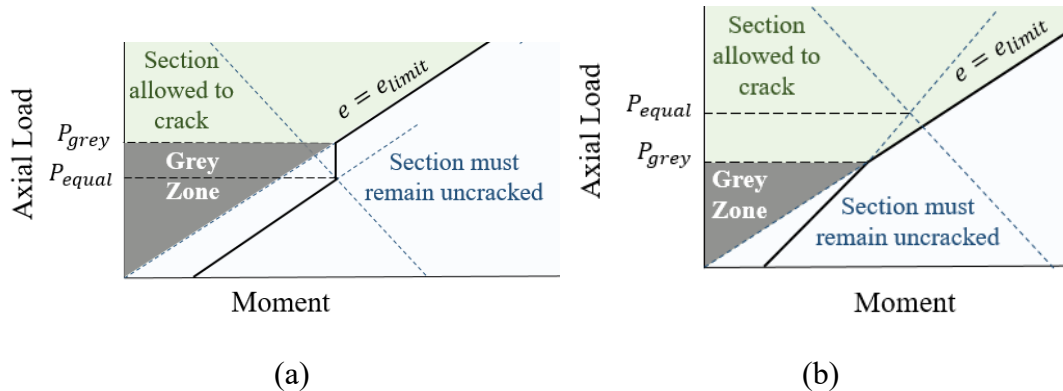 Axial Load
Section
allowed to
crack
P_grey
Grey
Zone
P_equal
e = e_limit
Section must
remain uncracked
Moment
(a)
Axial Load
Section
allowed to
crack
P_equal
P_grey
Grey
Zone
e = e_limit
Section must
remain uncracked
Moment
(b)